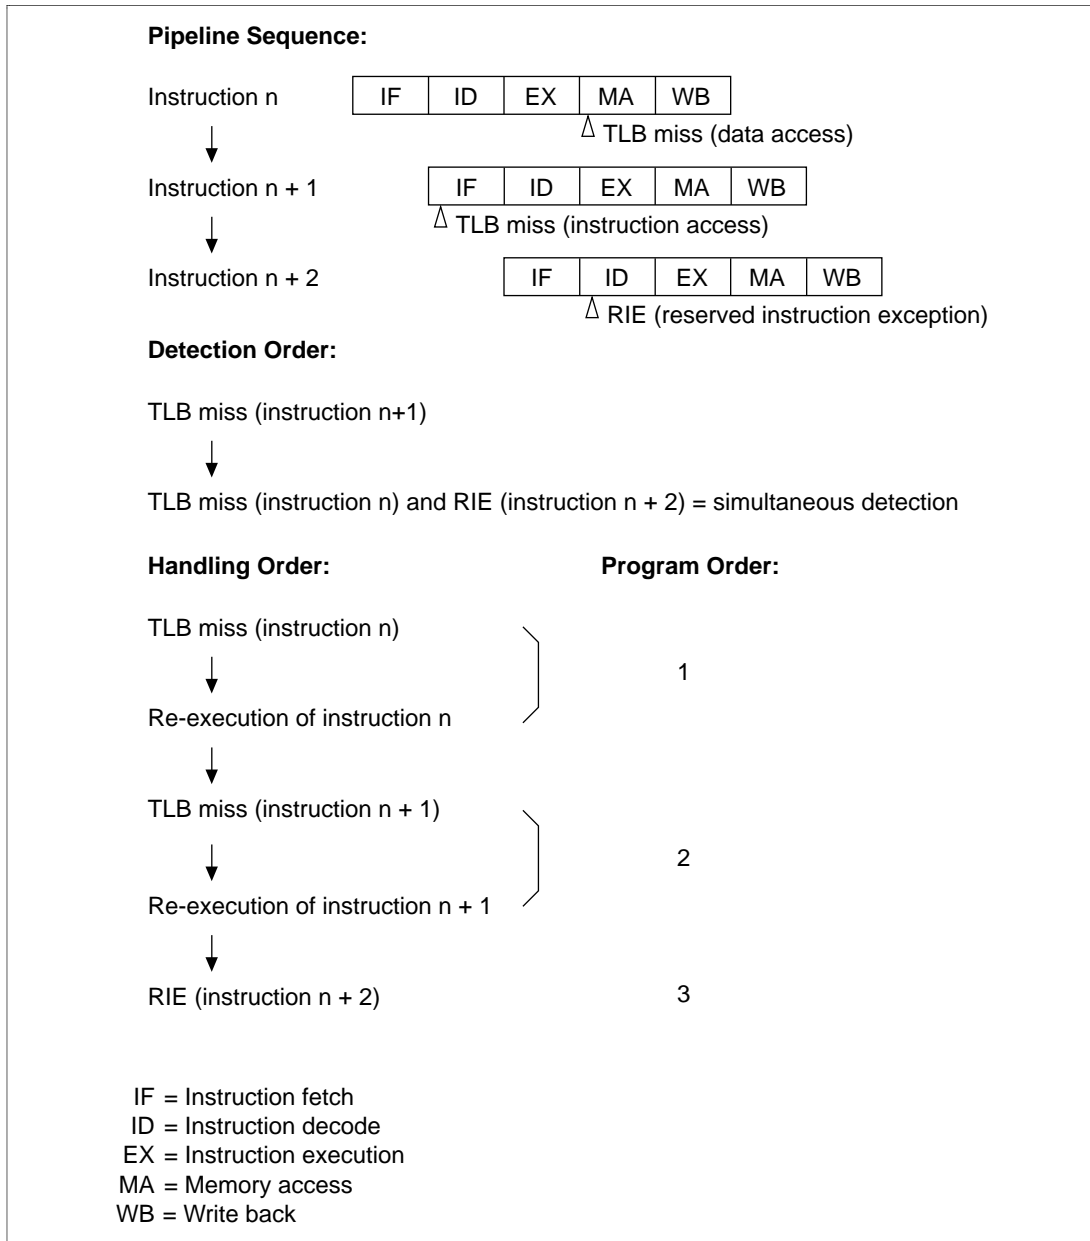 Pipeline Sequence:
Instruction n IF ID EX MA WB
TLB miss (data access)
Instruction n + 1 IF ID EX MA WB
TLB miss (instruction access)
Instruction n + 2 IF ID EX MA WB
RIE (reserved instruction exception)
Detection Order:
TLB miss (instruction n+1)
TLB miss (instruction n) and RIE (instruction n + 2) = simultaneous detection
Handling Order: Program Order:
TLB miss (instruction n)
1
Re-execution of instruction n
TLB miss (instruction n + 1)
2
Re-execution of instruction n + 1
RIE (instruction n + 2) 3
IF = Instruction fetch
ID = Instruction decode
EX = Instruction execution
MA = Memory access
WB = Write back